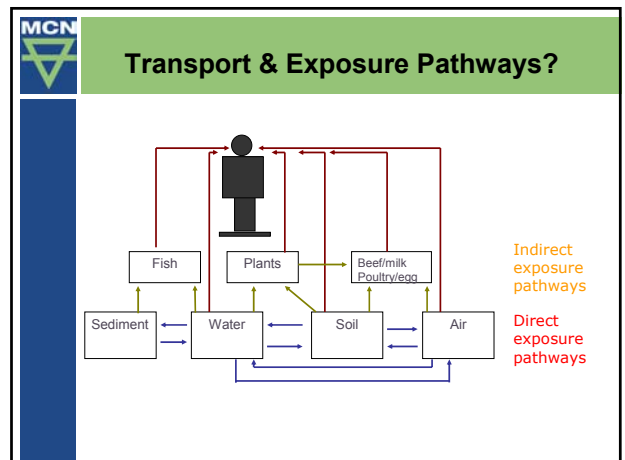 MCN
Transport & Exposure Pathways?
Fish
Plants
Beef/milk
Poultry/egg
Indirect
exposure
pathways
Sediment
Water
Soil
Air
Direct
exposure
pathways